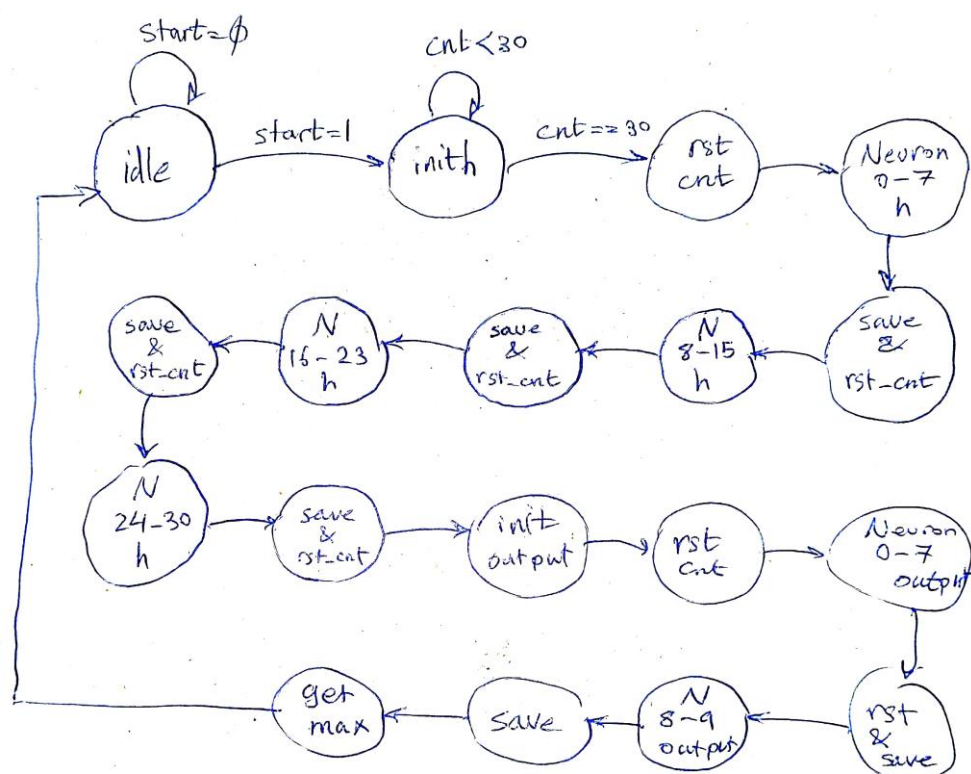 start=ϕ
cnt<30
idle
start=1
inith
cnt==30
rst
cnt
Neuron
0-7
h
save
&
rst_cnt
N
8-15
h
save
&
rst_cnt
N
16-23
h
save
&
rst_cnt
N
24-30
h
save
&
rst_cnt
init
output
rst
cnt
Neuron
0-7
output
rst
&
save
N
8-9
output
save
get
max